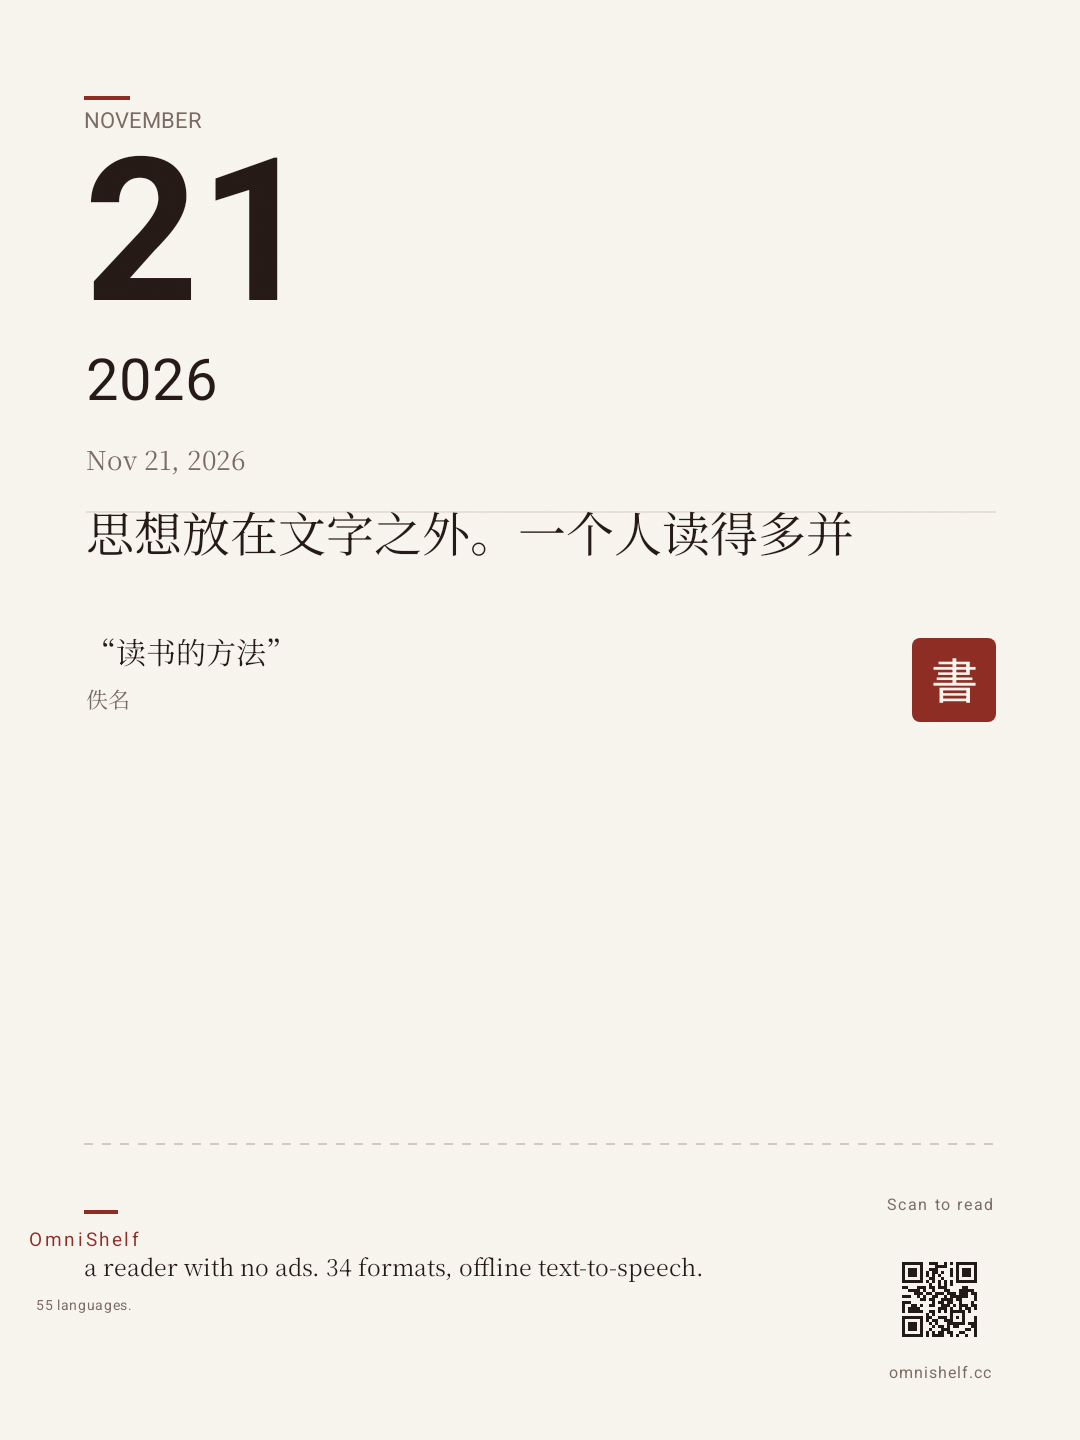 NOVEMBER
21
2026
Nov 21, 2026
思想放在文字之外。一个人读得多并
“读书的方法”
佚名
書
Scan to read
OmniShelf
a reader with no ads. 34 formats, offline text-to-speech.
55 languages.
omnishelf.cc